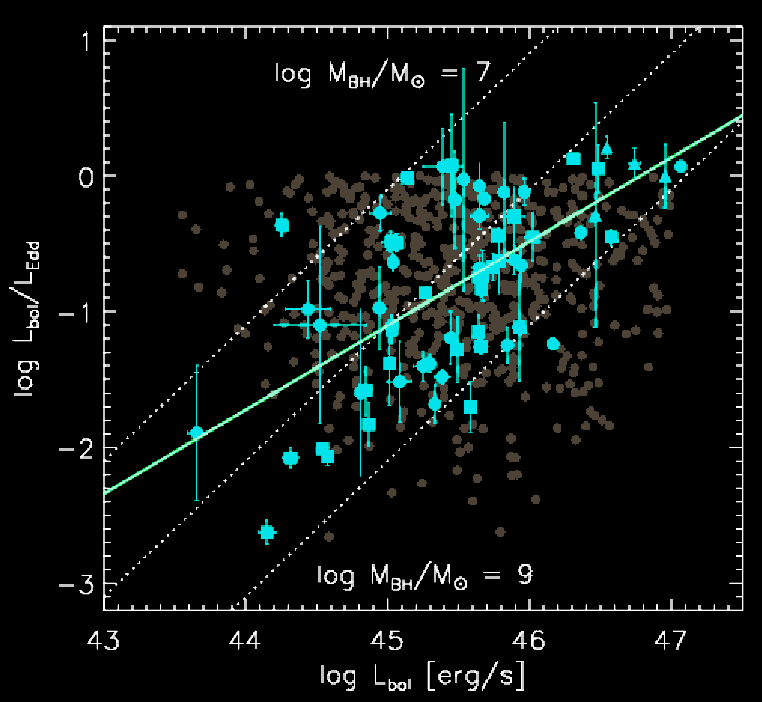 log M_BH/M_⊙ = 7
log M_BH/M_⊙ = 9
1
0
−1
−2
−3
log L_bol/L_Edd
43 44 45 46 47
log L_bol [erg/s]